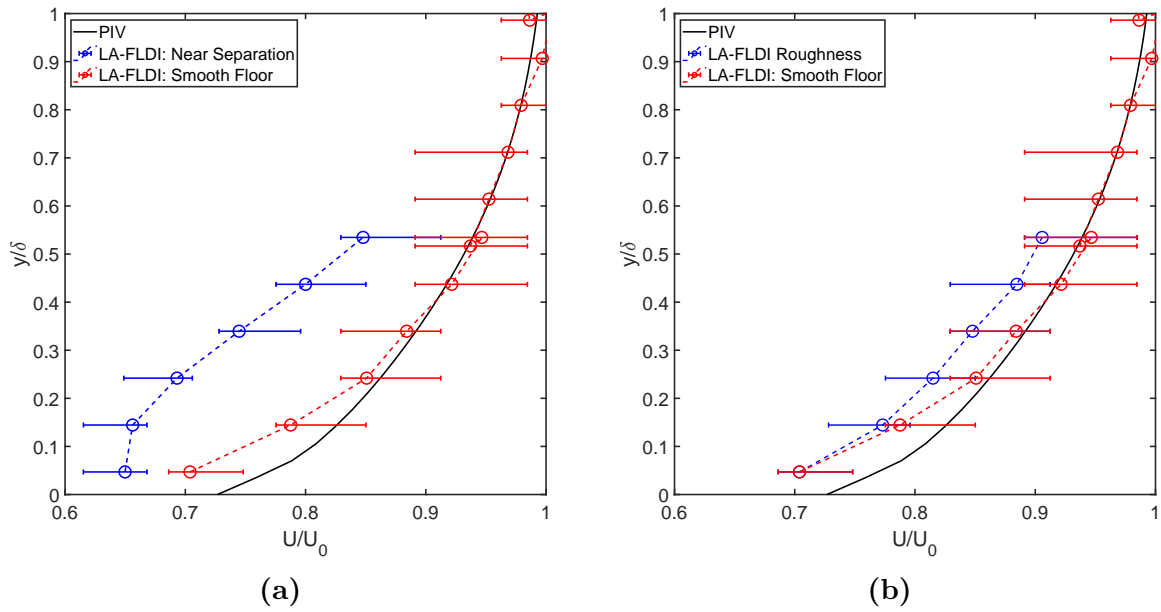 PIV
LA-FLDI: Near Separation
LA-FLDI: Smooth Floor
1
0.9
0.8
0.7
0.6
0.5
0.4
0.3
0.2
0.1
0
y/δ
0.6 0.7 0.8 0.9 1
U/U0
(a)
PIV
LA-FLDI Roughness
LA-FLDI: Smooth Floor
1
0.9
0.8
0.7
0.6
0.5
0.4
0.3
0.2
0.1
0
y/δ
0.6 0.7 0.8 0.9 1
U/U0
(b)